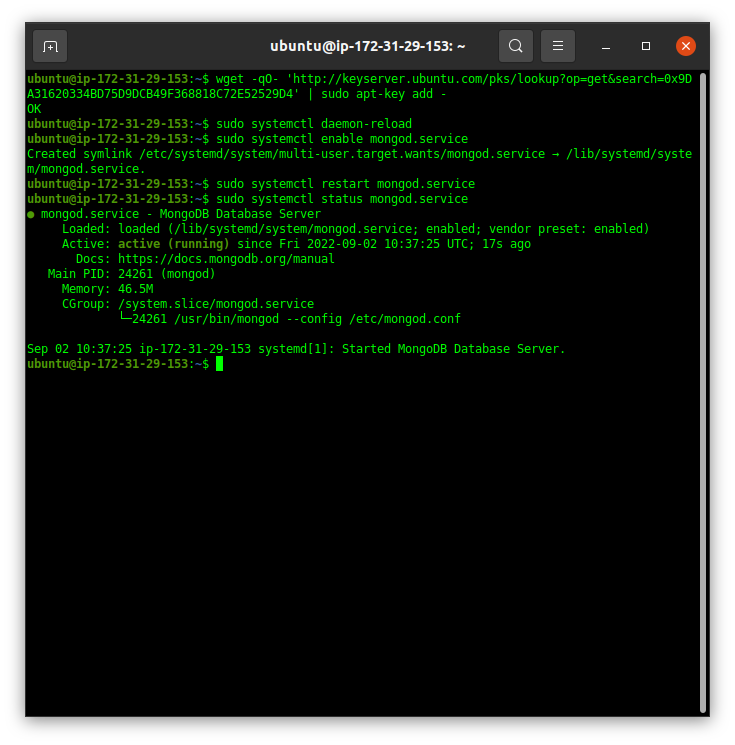 ubuntu@ip-172-31-29-153: ~
ubuntu@ip-172-31-29-153:~$ wget -qO- 'http://keyserver.ubuntu.com/pks/lookup?op=get&search=0x9D
A31620334BD75D9DCB49F368818C72E52529D4' | sudo apt-key add -
OK
ubuntu@ip-172-31-29-153:~$ sudo systemctl daemon-reload
ubuntu@ip-172-31-29-153:~$ sudo systemctl enable mongod.service
Created symlink /etc/systemd/system/multi-user.target.wants/mongod.service → /lib/systemd/syste
m/mongod.service.
ubuntu@ip-172-31-29-153:~$ sudo systemctl restart mongod.service
ubuntu@ip-172-31-29-153:~$ sudo systemctl status mongod.service
● mongod.service - MongoDB Database Server
     Loaded: loaded (/lib/systemd/system/mongod.service; enabled; vendor preset: enabled)
     Active: active (running) since Fri 2022-09-02 10:37:25 UTC; 17s ago
       Docs: https://docs.mongodb.org/manual
   Main PID: 24261 (mongod)
     Memory: 46.5M
     CGroup: /system.slice/mongod.service
             └─24261 /usr/bin/mongod --config /etc/mongod.conf
Sep 02 10:37:25 ip-172-31-29-153 systemd[1]: Started MongoDB Database Server.
ubuntu@ip-172-31-29-153:~$